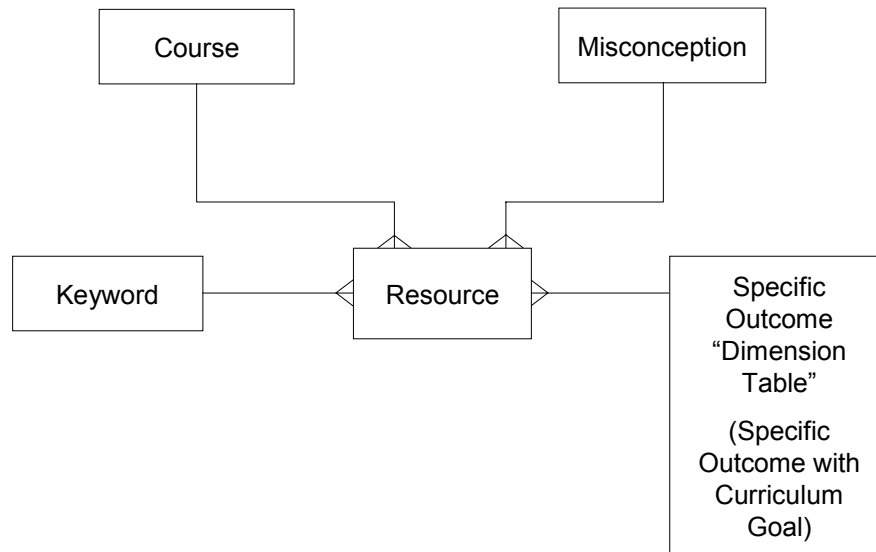 Course
Misconception
Keyword
Resource
Specific
Outcome
“Dimension
Table”
(Specific
Outcome with
Curriculum
Goal)